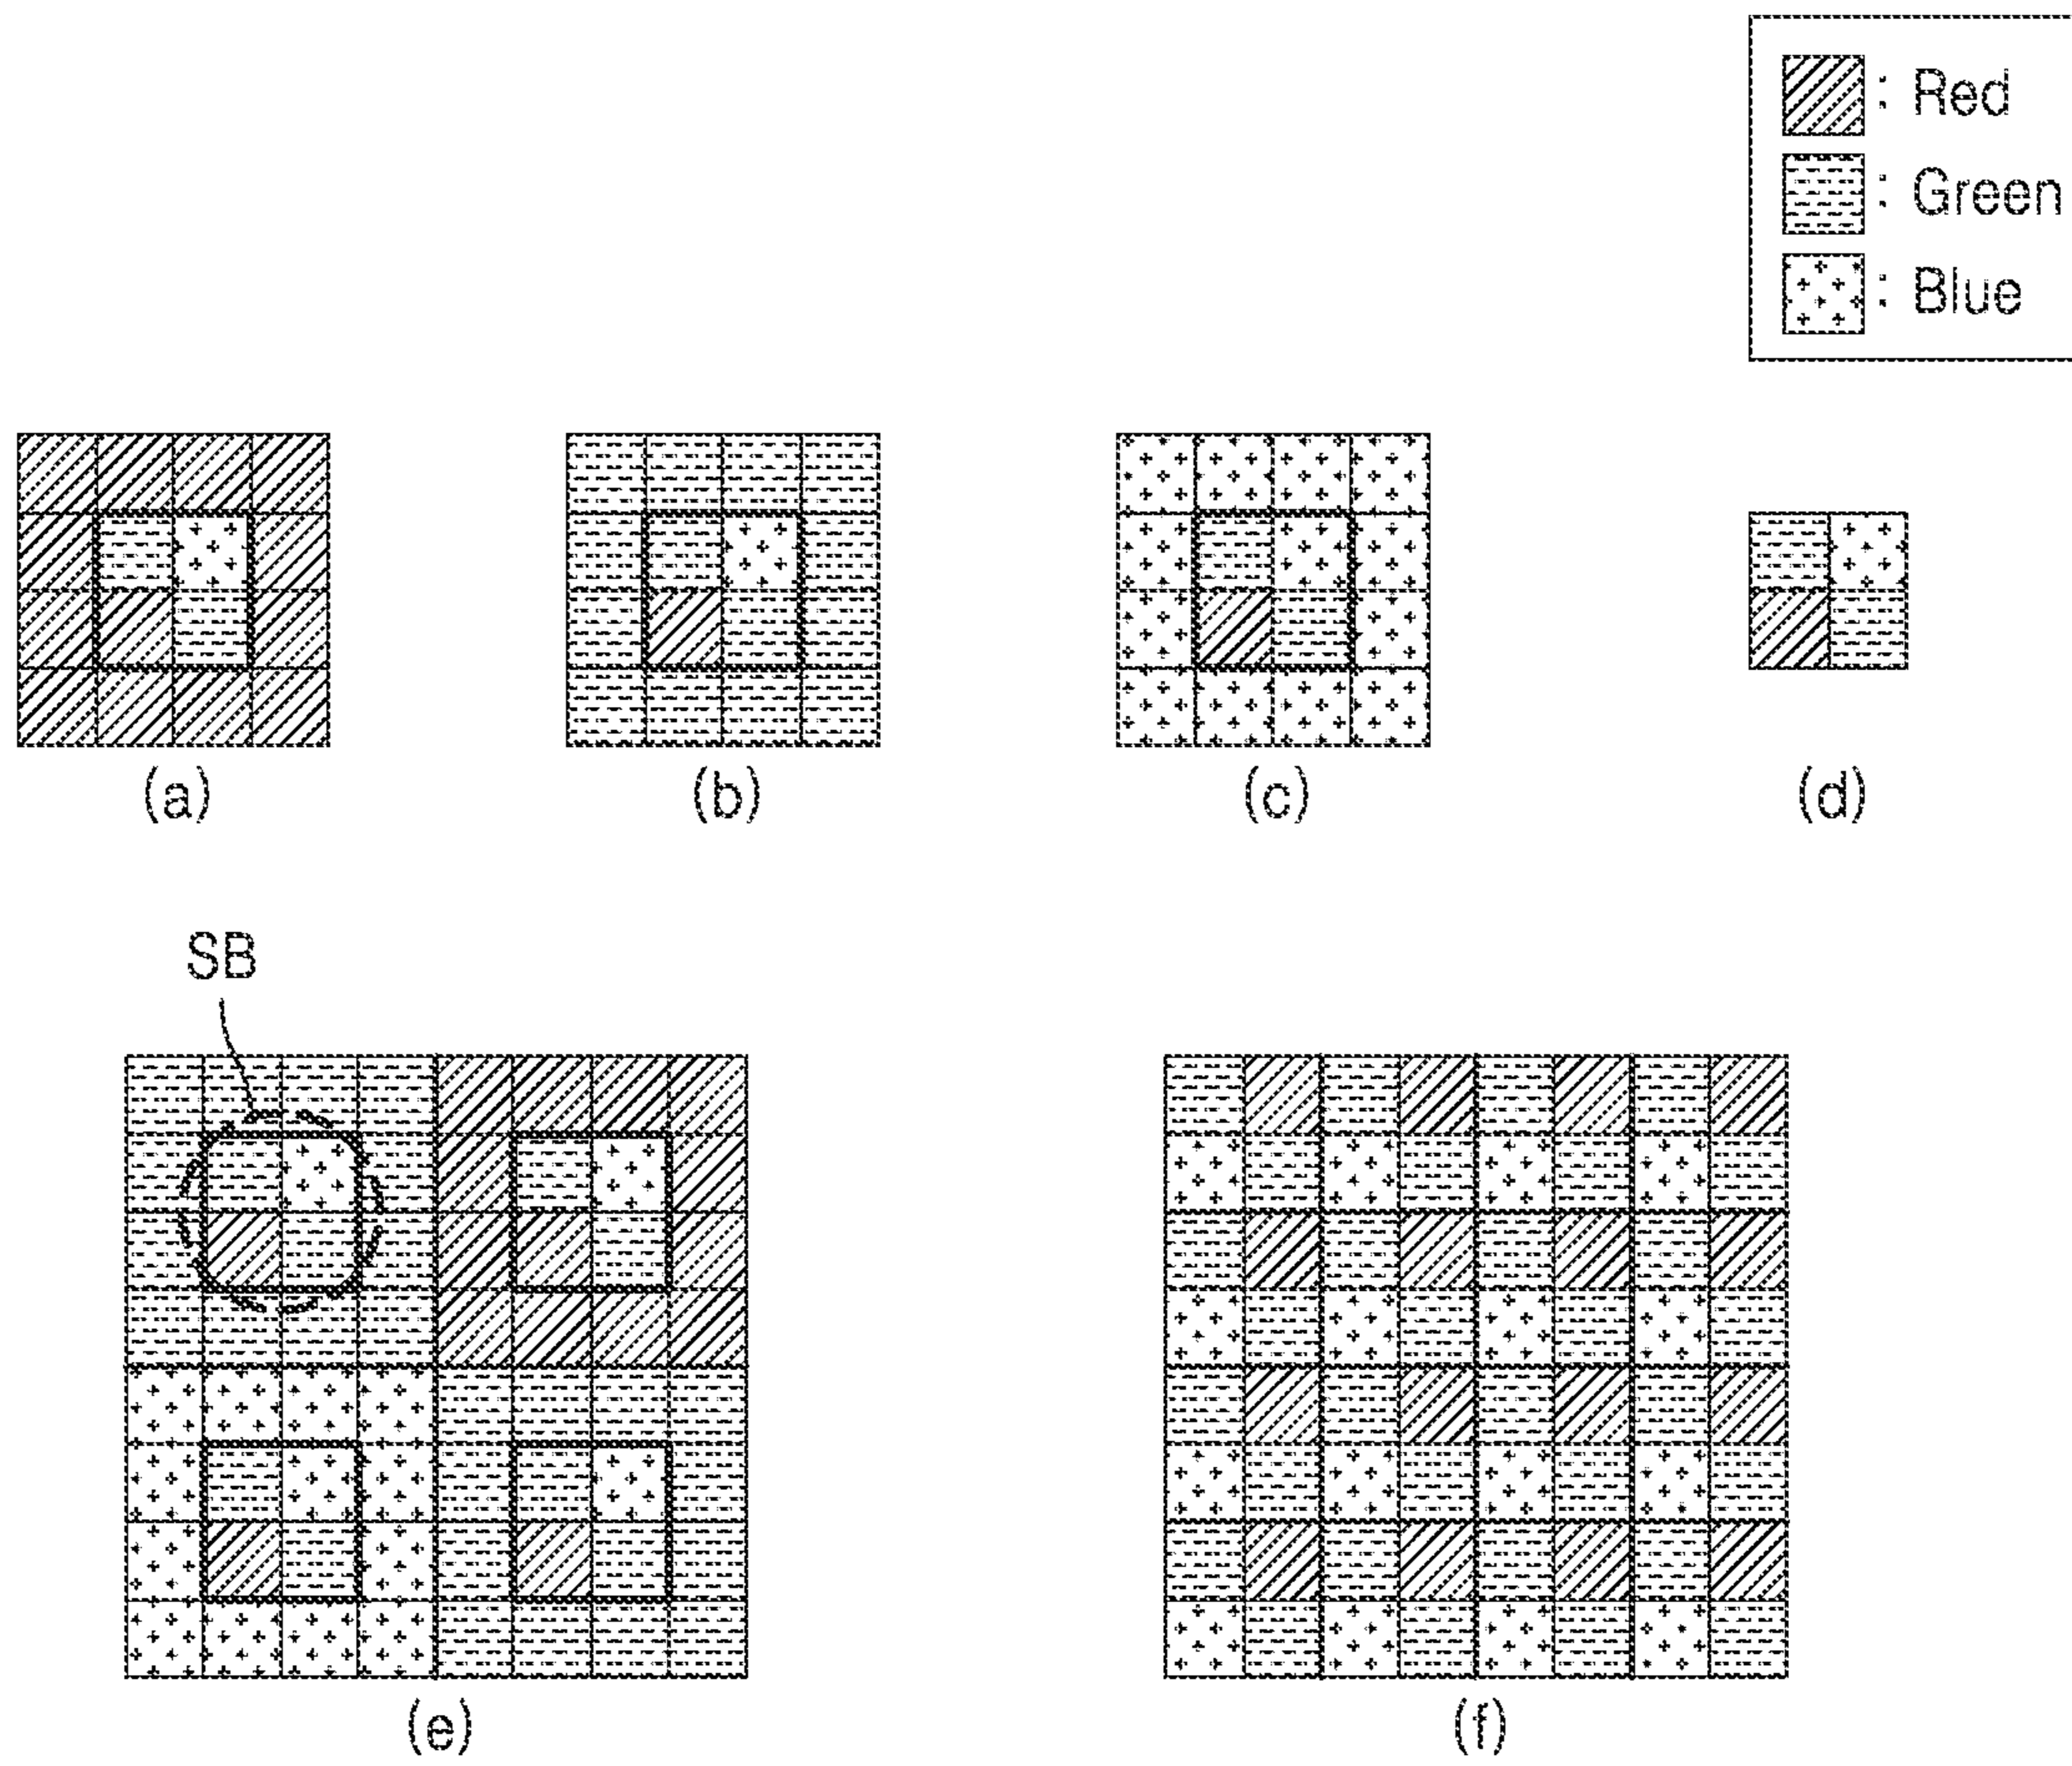 : Red
: Green
: Blue
(a)
(b)
(c)
(d)
SB
(e)
(f)